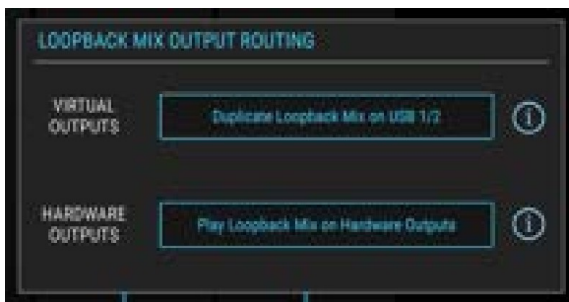 LOOPBACK MIX OUTPUT ROUTING
VIRTUAL
OUTPUTS
Duplicate Loopback Mix on USB 1/2
HARDWARE
OUTPUTS
Play Loopback Mix on Hardware Outputs